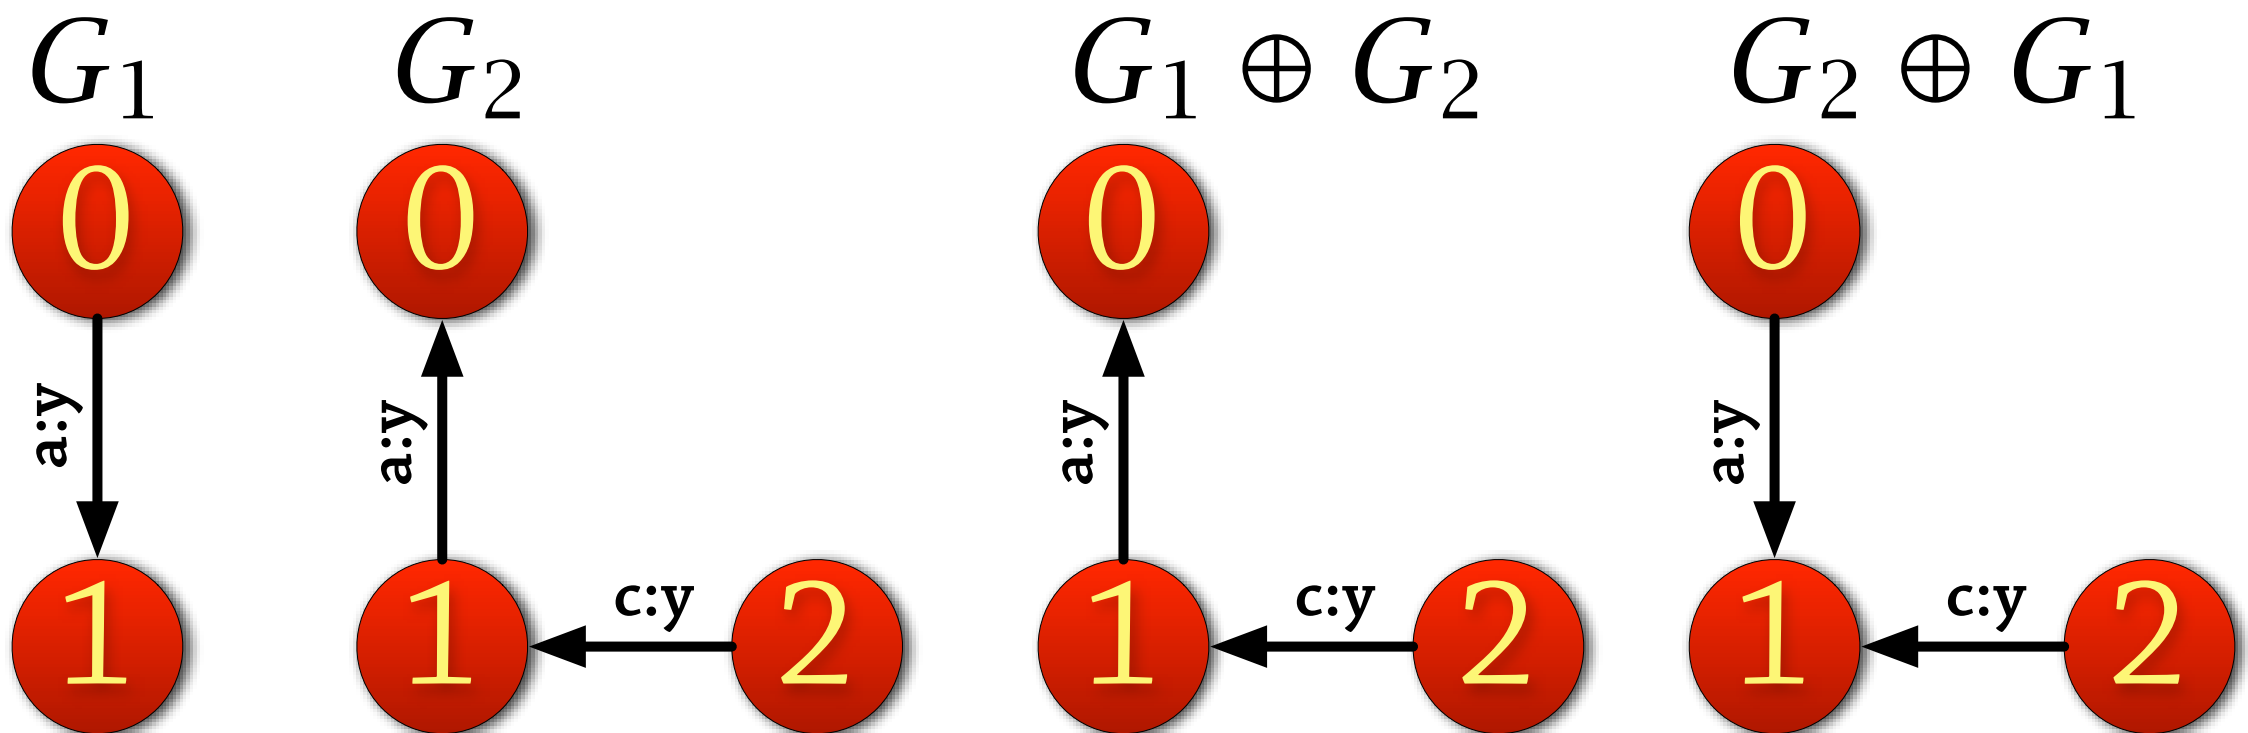 G₁ G₂ G₁ ⊕ G₂ G₂ ⊕ G₁
0 0 0 0
a:y a:y a:y a:y
c:y c:y c:y
1 1 2 1 2 1 2